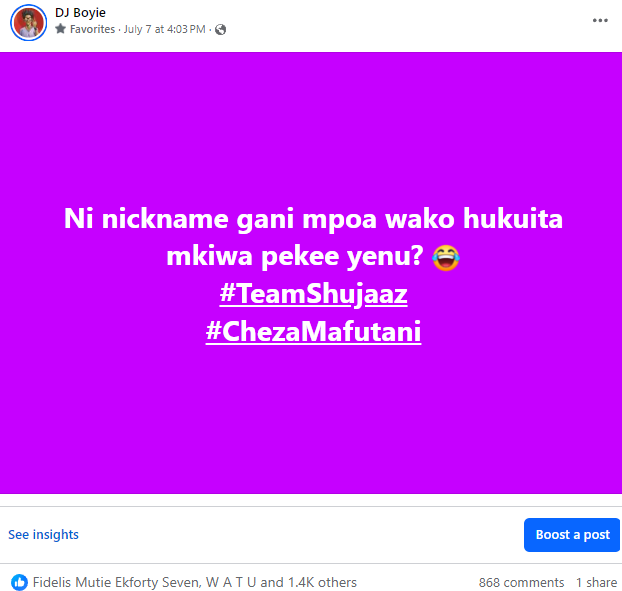 DJ Boyie
Favorites · July 7 at 4:03 PM ·
Ni nickname gani mpoa wako hukuita
mkiwa pekee yenu? 😂
#TeamShujaaz
#ChezaMafutani
See insights
Boost a post
Fidelis Mutie Ekforty Seven, W A T U and 1.4K others
868 comments 1 share